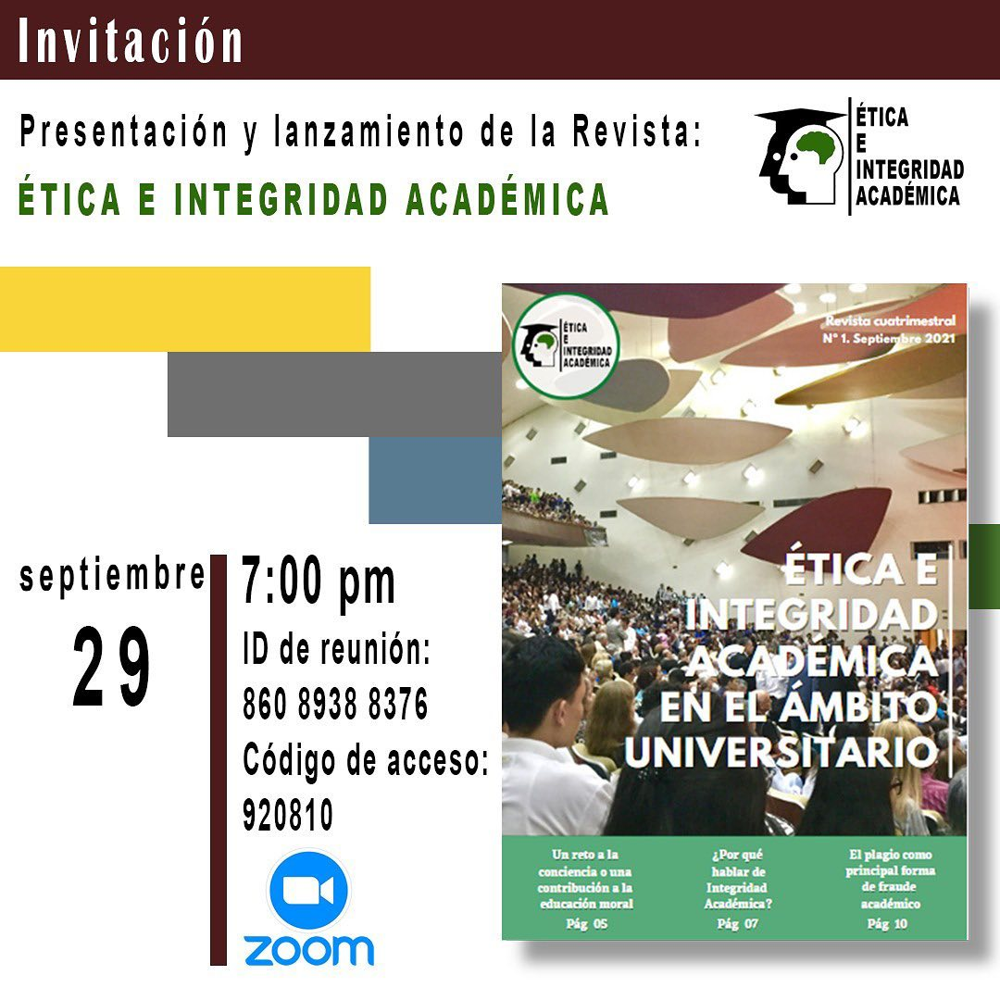 Invitación
Presentación y lanzamiento de la Revista:
ÉTICA E INTEGRIDAD ACADÉMICA
ÉTICA
E
INTEGRIDAD
ACADÉMICA
ÉTICA
E
INTEGRIDAD
ACADÉMICA
Revista cuatrimestral
Nº 1. Septiembre 2021
ÉTICA E
INTEGRIDAD
ACADÉMICA
EN EL ÁMBITO
UNIVERSITARIO
Un reto a la
conciencia o una
contribución a la
educación moral
Pág 05
¿Por qué
hablar de
Integridad
Académica?
Pág 07
El plagio como
principal forma
de fraude
académico
Pág 10
septiembre
29
7:00 pm
ID de reunión:
860 8938 8376
Código de acceso:
920810
zoom